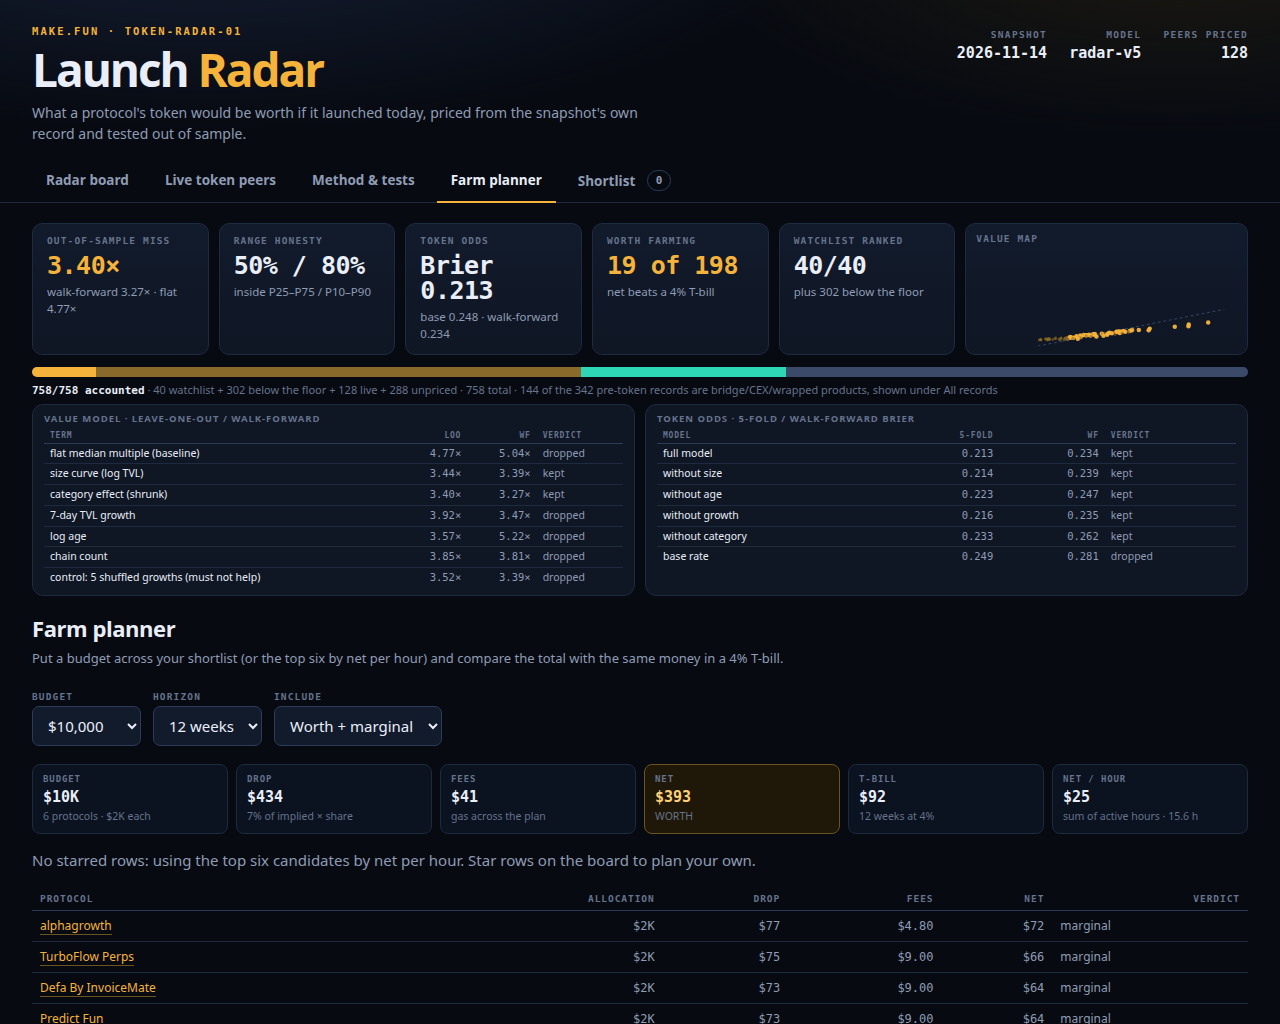 MAKE.FUN · TOKEN-RADAR-01
Launch Radar
What a protocol's token would be worth if it launched today, priced from the snapshot's own
record and tested out of sample.
SNAPSHOT
2026-11-14
MODEL
radar-v5
PEERS PRICED
128
Radar board
Live token peers
Method & tests
Farm planner
Shortlist 0
OUT-OF-SAMPLE MISS
3.40×
walk-forward 3.27× · flat
4.77×
RANGE HONESTY
50% / 80%
inside P25–P75 / P10–P90
TOKEN ODDS
Brier
0.213
base 0.248 · walk-forward
0.234
WORTH FARMING
19 of 198
net beats a 4% T-bill
WATCHLIST RANKED
40/40
plus 302 below the floor
VALUE MAP
758/758 accounted · 40 watchlist + 302 below the floor + 128 live + 288 unpriced = 758 total · 144 of the 342 pre-token records are bridge/CEX/wrapped products, shown under All records
VALUE MODEL · LEAVE-ONE-OUT / WALK-FORWARD
TERM LOO WF VERDICT
flat median multiple (baseline) 4.77× 5.04× dropped
size curve (log TVL) 3.44× 3.39× kept
category effect (shrunk) 3.40× 3.27× kept
7-day TVL growth 3.92× 3.47× dropped
log age 3.57× 5.22× dropped
chain count 3.85× 3.81× dropped
control: 5 shuffled growths (must not help) 3.52× 3.39× dropped
TOKEN ODDS · 5-FOLD / WALK-FORWARD BRIER
MODEL 5-FOLD WF VERDICT
full model 0.213 0.234 kept
without size 0.214 0.239 kept
without age 0.223 0.247 kept
without growth 0.216 0.235 kept
without category 0.233 0.262 kept
base rate 0.249 0.281 dropped
Farm planner
Put a budget across your shortlist (or the top six by net per hour) and compare the total with the same money in a 4% T-bill.
BUDGET
$10,000
HORIZON
12 weeks
INCLUDE
Worth + marginal
BUDGET
$10K
6 protocols · $2K each
DROP
$434
7% of implied × share
FEES
$41
gas across the plan
NET
$393
WORTH
T-BILL
$92
12 weeks at 4%
NET / HOUR
$25
sum of active hours · 15.6 h
No starred rows: using the top six candidates by net per hour. Star rows on the board to plan your own.
PROTOCOL ALLOCATION DROP FEES NET VERDICT
alphagrowth $2K $77 $4.80 $72 marginal
TurboFlow Perps $2K $75 $9.00 $66 marginal
Defa By InvoiceMate $2K $73 $9.00 $64 marginal
Predict Fun $2K $73 $9.00 $64 marginal